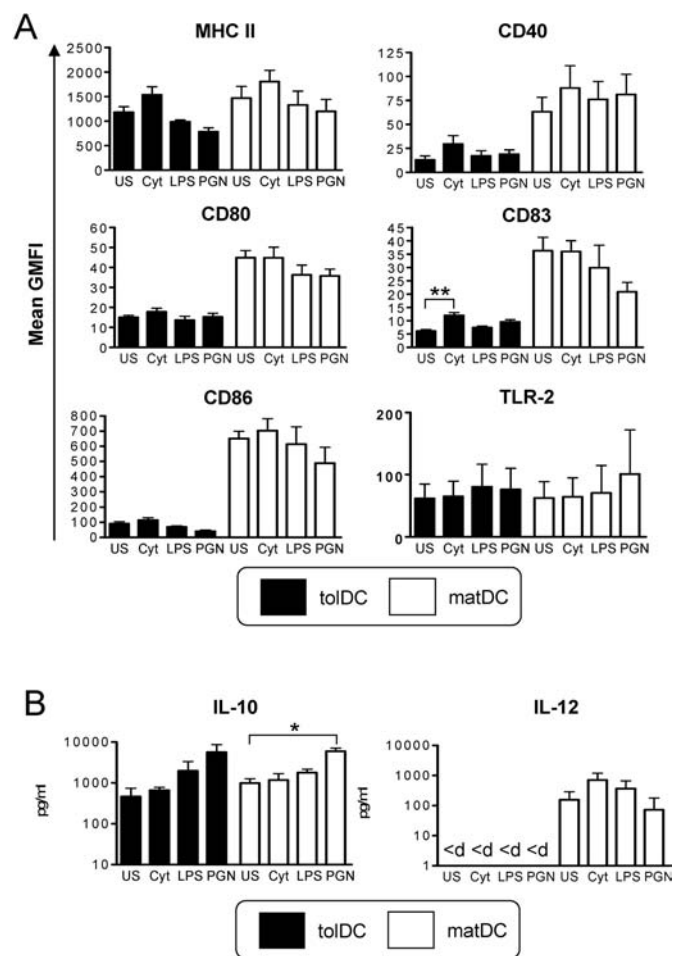 A
MHC II
CD40
Mean GMFI
2500
2000
1500
1000
500
0
US Cyt LPS PGN US Cyt LPS PGN
125
100
75
50
25
0
US Cyt LPS PGN US Cyt LPS PGN
CD80
CD83
60
50
40
30
20
10
0
US Cyt LPS PGN US Cyt LPS PGN
45
40
35
30
25
20
15
10
5
0
**
US Cyt LPS PGN US Cyt LPS PGN
CD86
TLR-2
800
700
600
500
400
300
200
100
0
US Cyt LPS PGN US Cyt LPS PGN
200
100
0
US Cyt LPS PGN US Cyt LPS PGN
tolDC matDC
B
IL-10
IL-12
pg/ml
10000
1000
100
10
*
US Cyt LPS PGN US Cyt LPS PGN
pg/ml
10000
1000
100
10
1
<d <d <d <d
US Cyt LPS PGN US Cyt LPS PGN
tolDC matDC